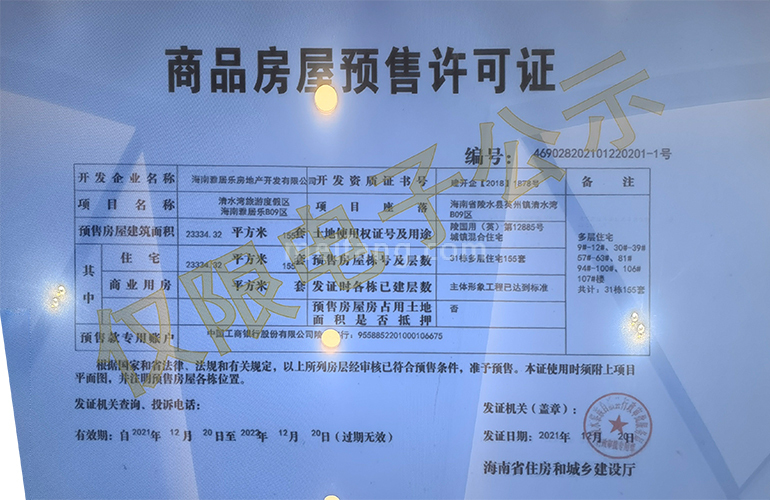 商品房屋预售许可证
编号： 469028202101220201-1号
开发企业名称 海南雅居乐房地产开发有限公司 开发资质证书号 陵开企【2018】1878号 备注
项目名称 清水湾旅游度假区 海南雅居乐B09区 项目座落 海南省陵水县英州镇清水湾B09区
预售房屋建筑面积 23334.32 平方米 155套 土地使用权证号及用途 陵国用（英）第12885号 城镇混合住宅
其中 住宅 23334.32 平方米 155套 预售房屋栋号及层数 31栋多层住宅155套
商业用房 平方米 套 发证时各栋已建层数 主体形象工程已达到标准
预售房屋房占用土地面积是否抵押 否
多层住宅
9-12#、30#-39#
57#-63#、81#
94#-100#、106#
107#楼
共计：31栋155套
预售款专用账户 中国工商银行股份有限公司陵 行：9558852201000106675
根据国家和省法律、法规和有关规定，以上所列房层经审核已符合预售条件，准予预售。本证使用时须附上项目
平面图，并注明预售房屋各栋位置。
发证机关查询、投诉电话： 发证机关（盖章）：
有效期：自2021年 12月 20日至 2022年 12月 20日（过期无效） 发证日期：2021年 12月 20日
海南省住房和城乡建设厅
仅限电子公示
meifang.com